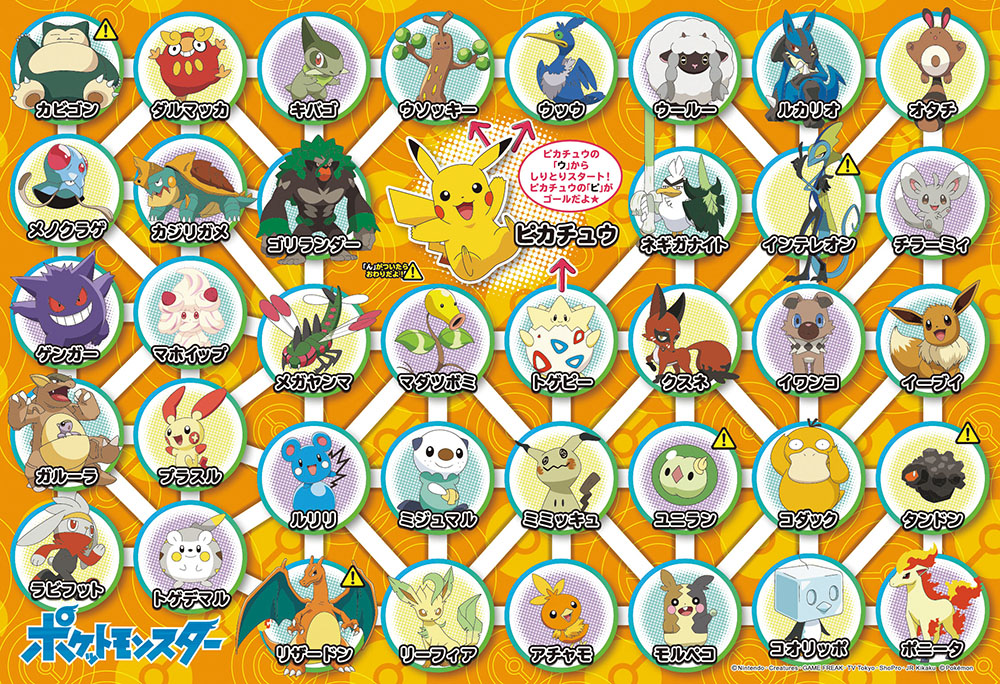 カビゴン
ダルマッカ
キバゴ
ウソッキー
ウッウ
ウールー
ルカリオ
オタチ
メノクラゲ
カジリガメ
ゴリランダー
ピカチュウの
「ウ」から
しりとりスタート!
ピカチュウの「ピ」が
ゴールだよ★
ピカチュウ
ネギガナイト
インテレオン
チラーミィ
「ん」がついたら
おわりだよ!!
ゲンガー
マホイップ
メガヤンマ
マダツボミ
トゲピー
クスネ
イワンコ
イーブイ
ガルーラ
プラスル
ルリリ
ミジュマル
ミミッキュ
ユニラン
コダック
タンドン
ラビフット
トゲデマル
リザードン
リーフィア
アチャモ
モルペコ
コオリッポ
ポニータ
ポケットモンスター
©Nintendo・Creatures・GAME FREAK・TV Tokyo・ShoPro・JR Kikaku ©Pokémon